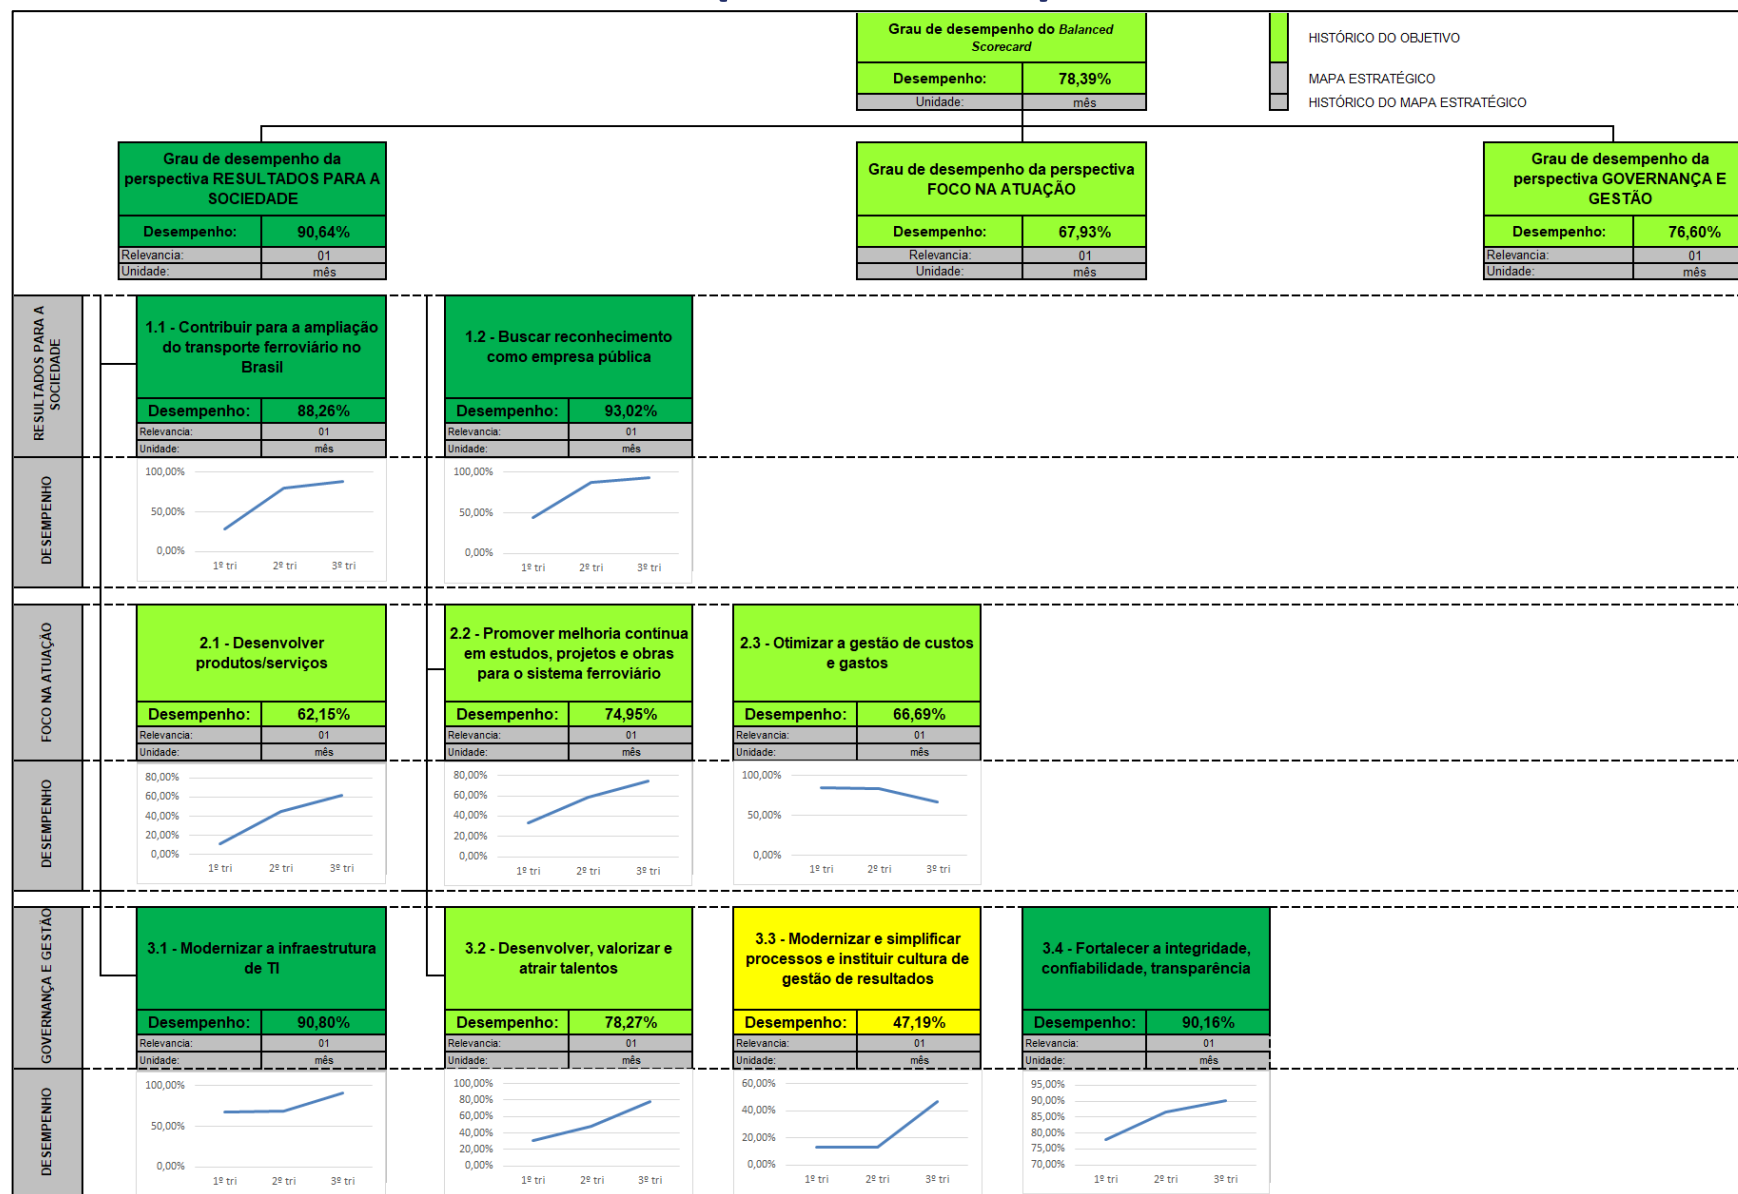 Grau de desempenho do Balanced
Scorecard
Desempenho: 78,39%
Unidade: mês
HISTÓRICO DO OBJETIVO
MAPA ESTRATÉGICO
HISTÓRICO DO MAPA ESTRATÉGICO
Grau de desempenho da
perspectiva RESULTADOS PARA A
SOCIEDADE
Desempenho: 90,64%
Relevancia: 01
Unidade: mês
Grau de desempenho da perspectiva
FOCO NA ATUAÇÃO
Desempenho: 67,93%
Relevancia: 01
Unidade: mês
Grau de desempenho da
perspectiva GOVERNANÇA E
GESTÃO
Desempenho: 76,60%
Relevancia: 01
Unidade: mês
RESULTADOS PARA A
SOCIEDADE
1.1 - Contribuir para a ampliação
do transporte ferroviário no
Brasil
Desempenho: 88,26%
Relevancia: 01
Unidade: mês
1.2 - Buscar reconhecimento
como empresa pública
Desempenho: 93,02%
Relevancia: 01
Unidade: mês
DESEMPENHO
100,00%
50,00%
0,00%
1º tri 2º tri 3º tri
100,00%
50,00%
0,00%
1º tri 2º tri 3º tri
FOCO NA ATUAÇÃO
2.1 - Desenvolver
produtos/serviços
Desempenho: 62,15%
Relevancia: 01
Unidade: mês
2.2 - Promover melhoria contínua
em estudos, projetos e obras
para o sistema ferroviário
Desempenho: 74,95%
Relevancia: 01
Unidade: mês
2.3 - Otimizar a gestão de custos
e gastos
Desempenho: 66,69%
Relevancia: 01
Unidade: mês
DESEMPENHO
80,00%
60,00%
40,00%
20,00%
0,00%
1º tri 2º tri 3º tri
80,00%
60,00%
40,00%
20,00%
0,00%
1º tri 2º tri 3º tri
100,00%
50,00%
0,00%
1º tri 2º tri 3º tri
GOVERNANÇA E GESTÃO
3.1 - Modernizar a infraestrutura
de TI
Desempenho: 90,80%
Relevancia: 01
Unidade: mês
3.2 - Desenvolver, valorizar e
atrair talentos
Desempenho: 78,27%
Relevancia: 01
Unidade: mês
3.3 - Modernizar e simplificar
processos e instituir cultura de
gestão de resultados
Desempenho: 47,19%
Relevancia: 01
Unidade: mês
3.4 - Fortalecer a integridade,
confiabilidade, transparência
Desempenho: 90,16%
Relevancia: 01
Unidade: mês
DESEMPENHO
100,00%
50,00%
0,00%
1º tri 2º tri 3º tri
100,00%
80,00%
60,00%
40,00%
20,00%
0,00%
1º tri 2º tri 3º tri
60,00%
40,00%
20,00%
0,00%
1º tri 2º tri 3º tri
95,00%
90,00%
85,00%
80,00%
75,00%
70,00%
1º tri 2º tri 3º tri